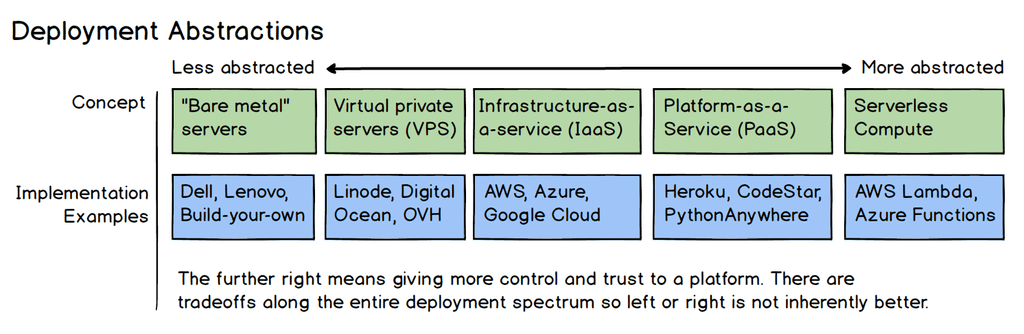 Deployment Abstractions
Less abstracted
More abstracted
Concept
"Bare metal"
servers
Virtual private
servers (VPS)
Infrastructure-as-
a-service (IaaS)
Platform-as-a-
Service (PaaS)
Serverless
Compute
Implementation
Examples
Dell, Lenovo,
Build-your-own
Linode, Digital
Ocean, OVH
AWS, Azure,
Google Cloud
Heroku, CodeStar,
PythonAnywhere
AWS Lambda,
Azure Functions
The further right means giving more control and trust to a platform. There are
tradeoffs along the entire deployment spectrum so left or right is not inherently better.